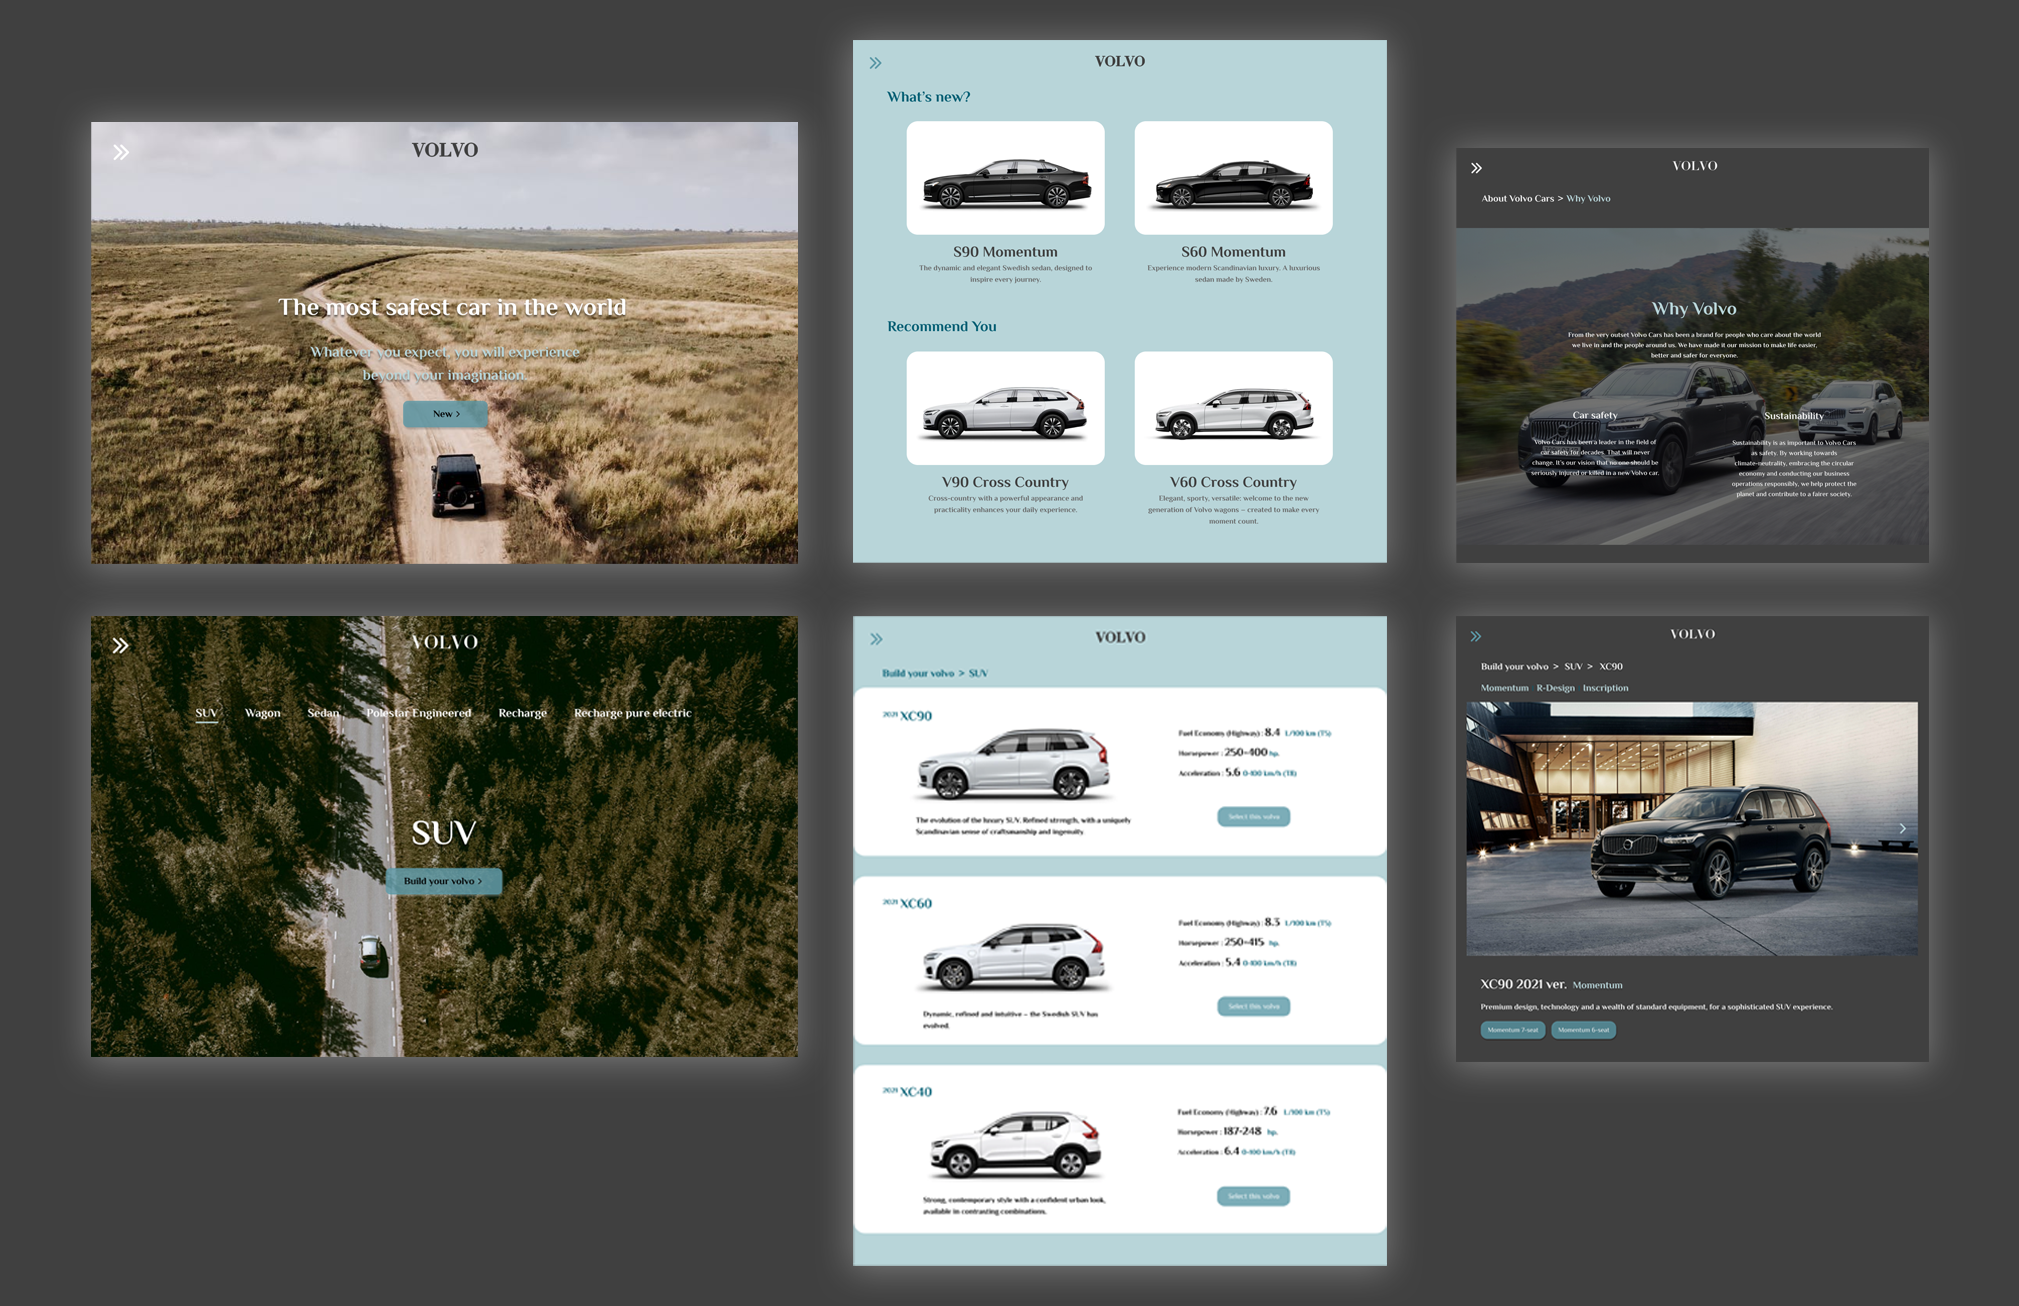 VOLVO
The most safest car in the world
Whatever you expect, you will experience
beyond your imagination.
New >
VOLVO
What's new?
S90 Momentum
The dynamic and elegant Swedish sedan, designed to
inspire every journey.
S60 Momentum
Experience modern Scandinavian luxury. A luxurious
sedan made by Sweden.
Recommend You
V90 Cross Country
Cross-country with a powerful appearance and
practicality enhances your daily experience.
V60 Cross Country
Elegant, sporty, versatile: welcome to the new
generation of Volvo wagons – created to make every
moment count.
VOLVO
About Volvo Cars > Why Volvo
Why Volvo
From the very outset Volvo Cars has been a brand for people who care about the world
we live in and the people around us. We have made it our mission to make life easier,
better and safer for everyone.
Car safety
Volvo Cars has been a leader in the field of
car safety for decades. That will never
change. It's our vision that no one should be
seriously injured or killed in a new Volvo car.
Sustainability
Sustainability is as important to Volvo Cars
as safety. By working towards
climate-neutrality, embracing the circular
economy and conducting our business
operations responsibly, we help protect the
planet and contribute to a fairer society.
VOLVO
SUV Wagon Sedan Polestar Engineered Recharge Recharge pure electric
SUV
Build your volvo >
VOLVO
Build your volvo > SUV
2021 XC90
Fuel Economy (Highway) : 8.4 L/100 km (T5)
Horsepower : 250-400 hp.
Acceleration : 5.6 0-100 km/h (T8)
Select this volvo
The evolution of the luxury SUV. Refined strength, with a uniquely
Scandinavian sense of craftsmanship and ingenuity.
2021 XC60
Fuel Economy (Highway) : 8.3 L/100 km (T5)
Horsepower : 250-415 hp.
Acceleration : 5.4 0-100 km/h (T8)
Select this volvo
Dynamic, refined and intuitive – the Swedish SUV has
evolved.
2021 XC40
Fuel Economy (Highway) : 7.6 L/100 km (T5)
Horsepower : 187-248 hp.
Acceleration : 6.4 0-100 km/h (T8)
Select this volvo
Strong, contemporary style with a confident urban look,
available in contrasting combinations.
VOLVO
Build your volvo > SUV > XC90
Momentum R-Design Inscription
XC90 2021 ver. Momentum
Premium design, technology and a wealth of standard equipment, for a sophisticated SUV experience.
Momentum 7-seat Momentum 6-seat